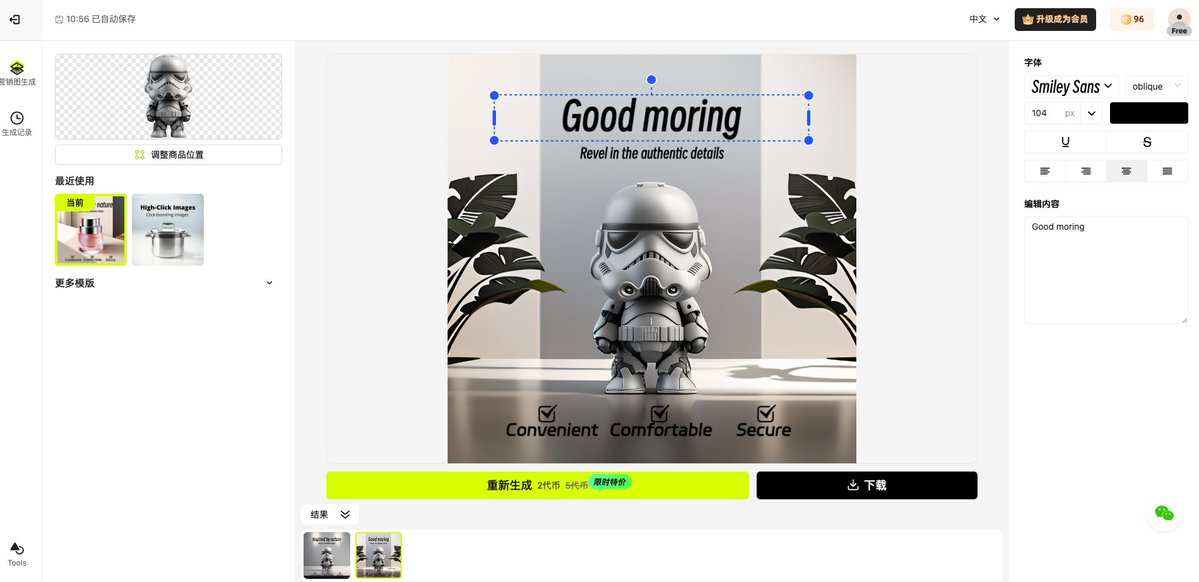 10:56 已自动保存
中文
升级成为会员
96
Free
营销图生成
生成记录
Tools
调整商品位置
最近使用
当前
nature
Convenient Comfortable Secure
High-Click Images
Click-boosting images
更多模版
Good moring
Revel in the authentic details
Convenient Comfortable Secure
重新生成 2代币 5代币 限时特价
下载
结果
Inspired by nature
Good moring
字体
Smiley Sans
oblique
104 px
U
S
编辑内容
Good moring